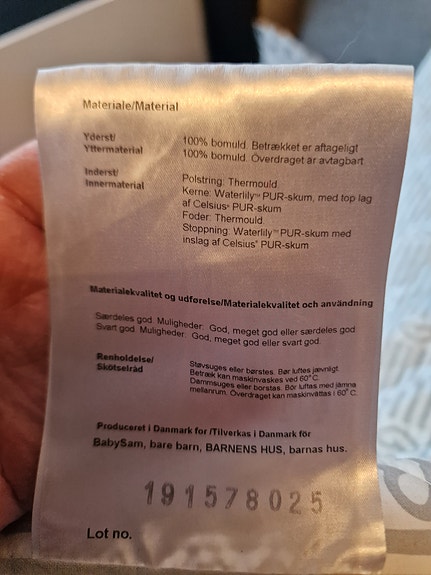 Materiale/Material
Yderst/ 100% bomuld. Betrækket er aftageligt
Yttermaterial 100% bomuld. Överdraget är avtagbart
Inderst/
Innermaterial
Polstring: Thermould.
Kerne: Waterlily™ PUR-skum, med top lag
af Celsius® PUR-skum
Foder: Thermould.
Stoppning: Waterlily™ PUR-skum med
inslag af Celsius® PUR-skum
Materialekvalitet og udførelse/Materialekvalitet och användning
Særdeles god. Muligheder: God, meget god eller særdeles god
Svart god. Muligheder: God, meget god eller svart god.
Renholdelse/
Skötselråd
Støvsuges eller børstes. Bør luftes jævnligt.
Betræk kan maskinvaskes ved 60° C.
Dammsuges eller borstas. Bör luftas med jämna
mellanrum. Överdraget kan maskintvättas i 60° C.
Produceret i Danmark for /Tilverkas i Danmark för
BabySam, bare barn, BARNENS HUS, barnas hus.
191578025
Lot no.